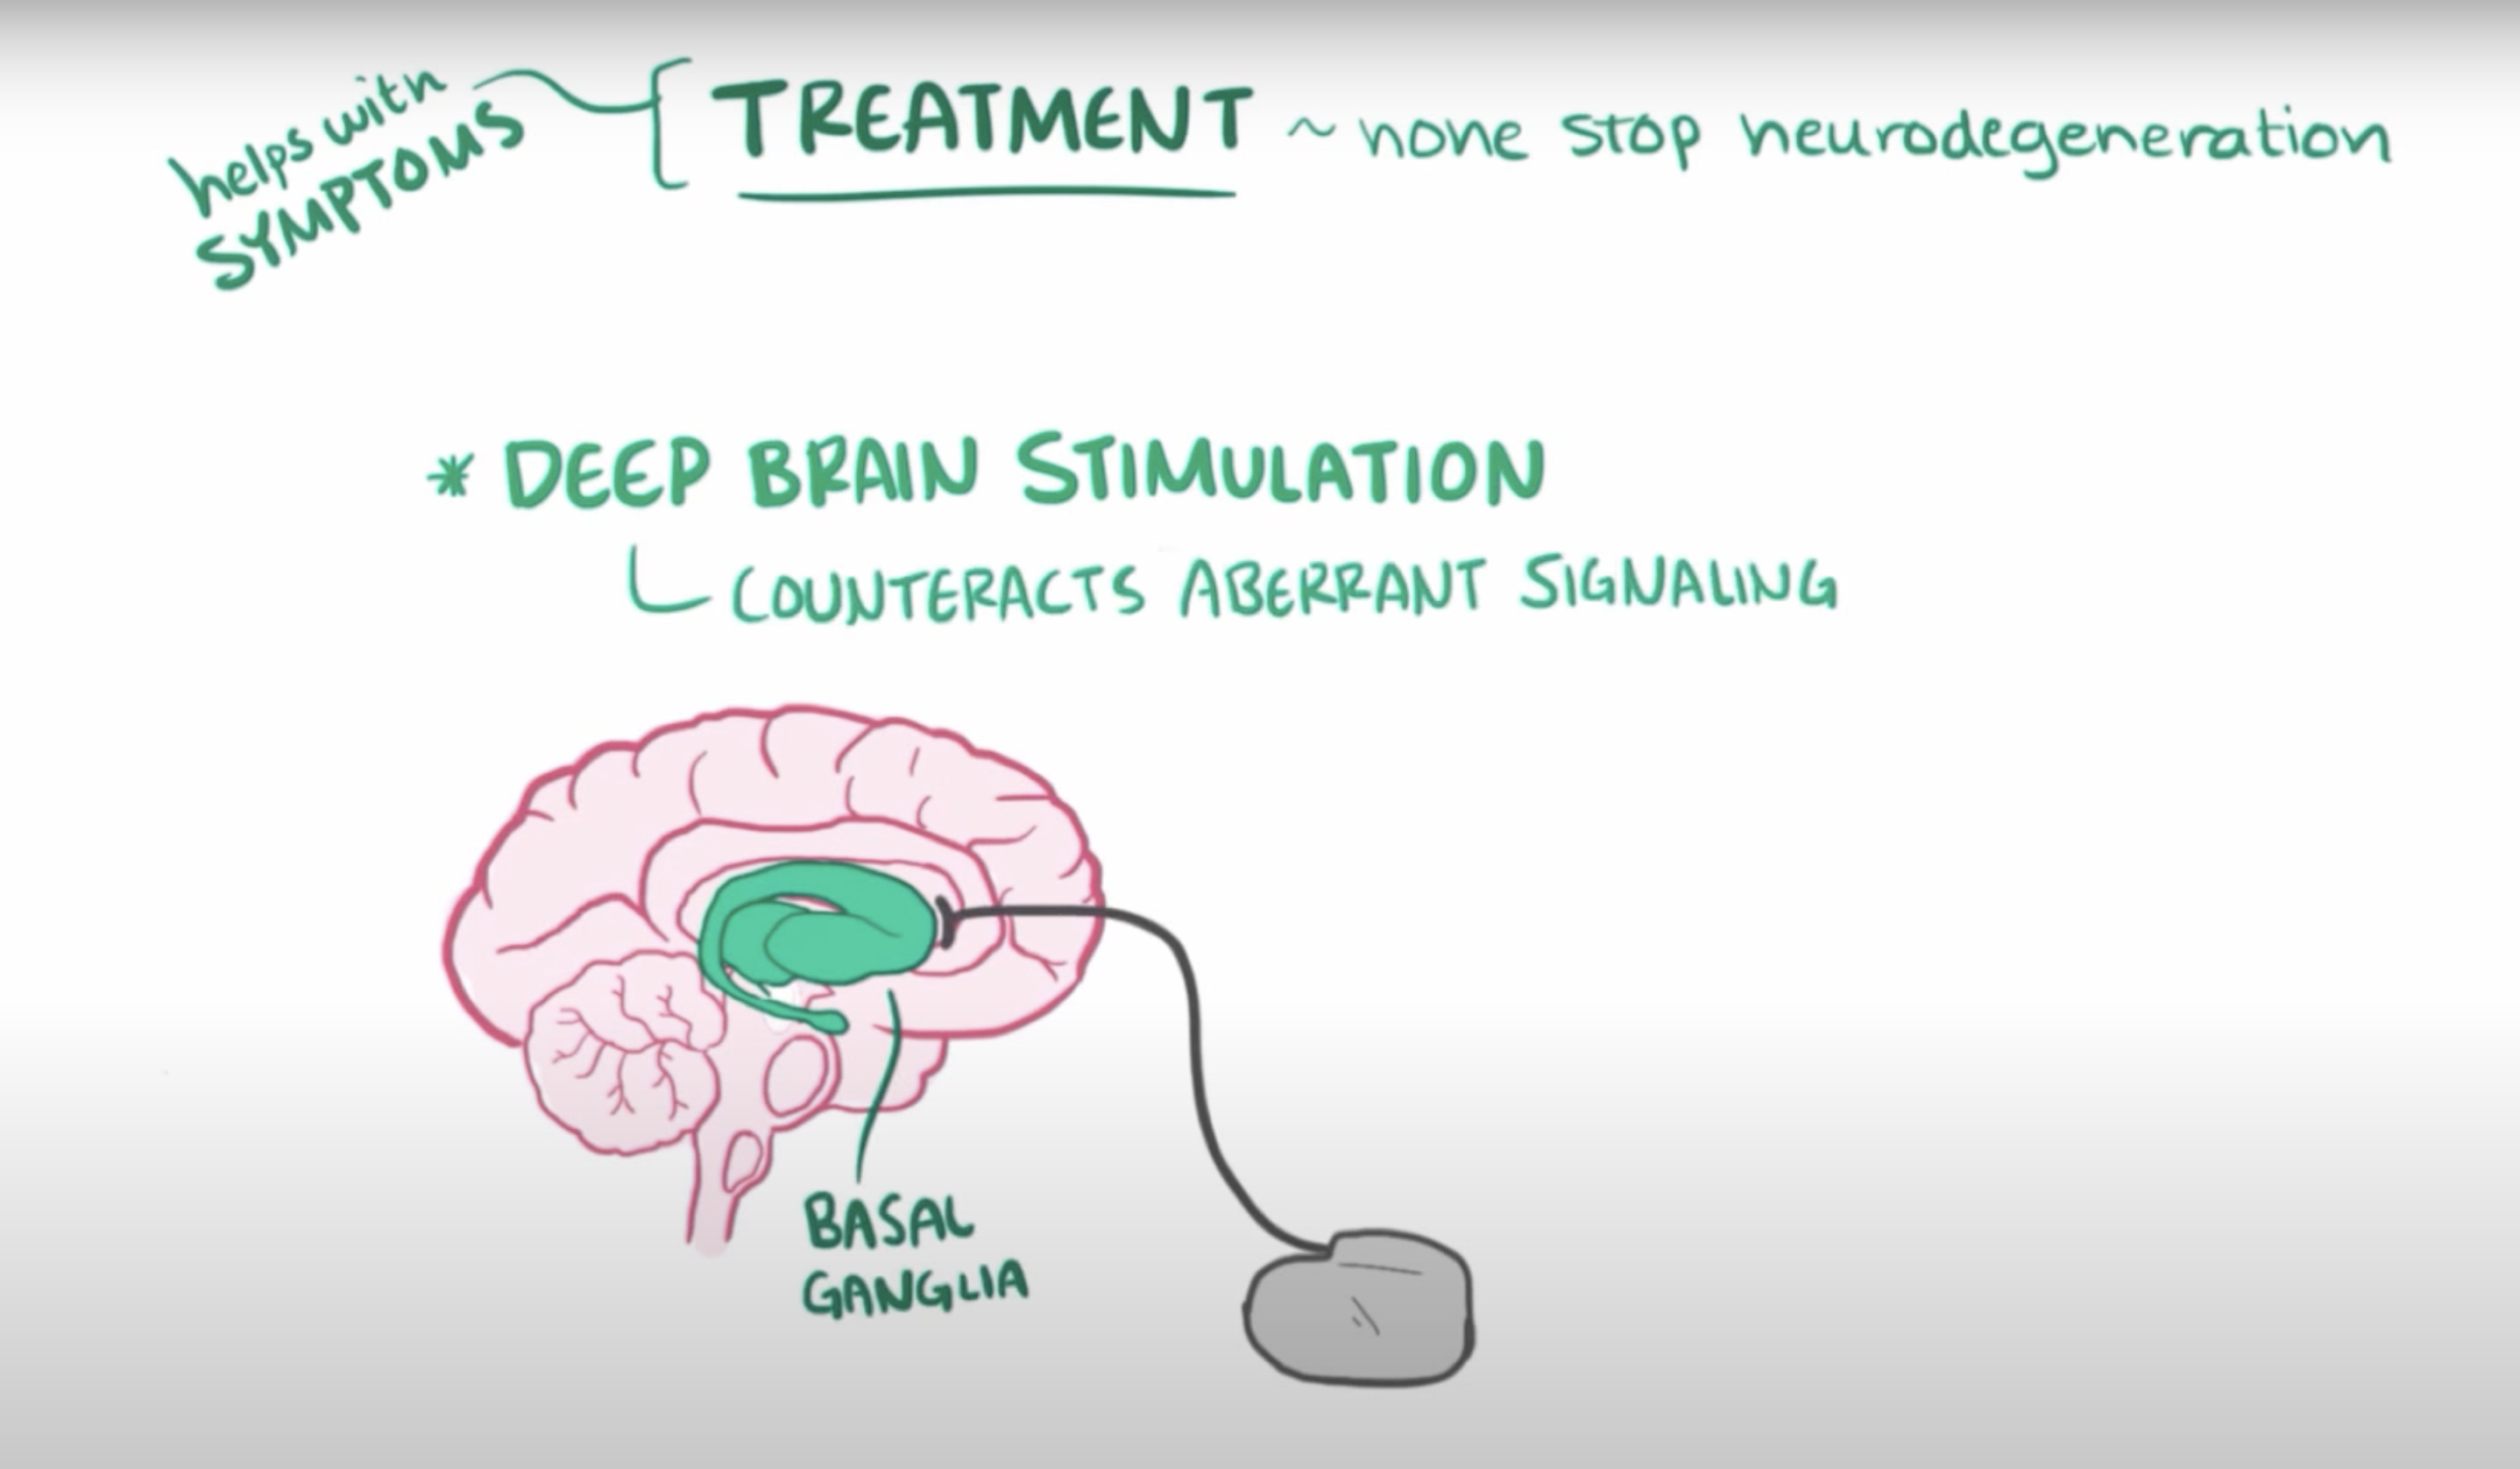 helps with
SYMPTOMS
TREATMENT ~ none stop neurodegeneration
* DEEP BRAIN STIMULATION
COUNTERACTS ABERRANT SIGNALING
BASAL
GANGLIA